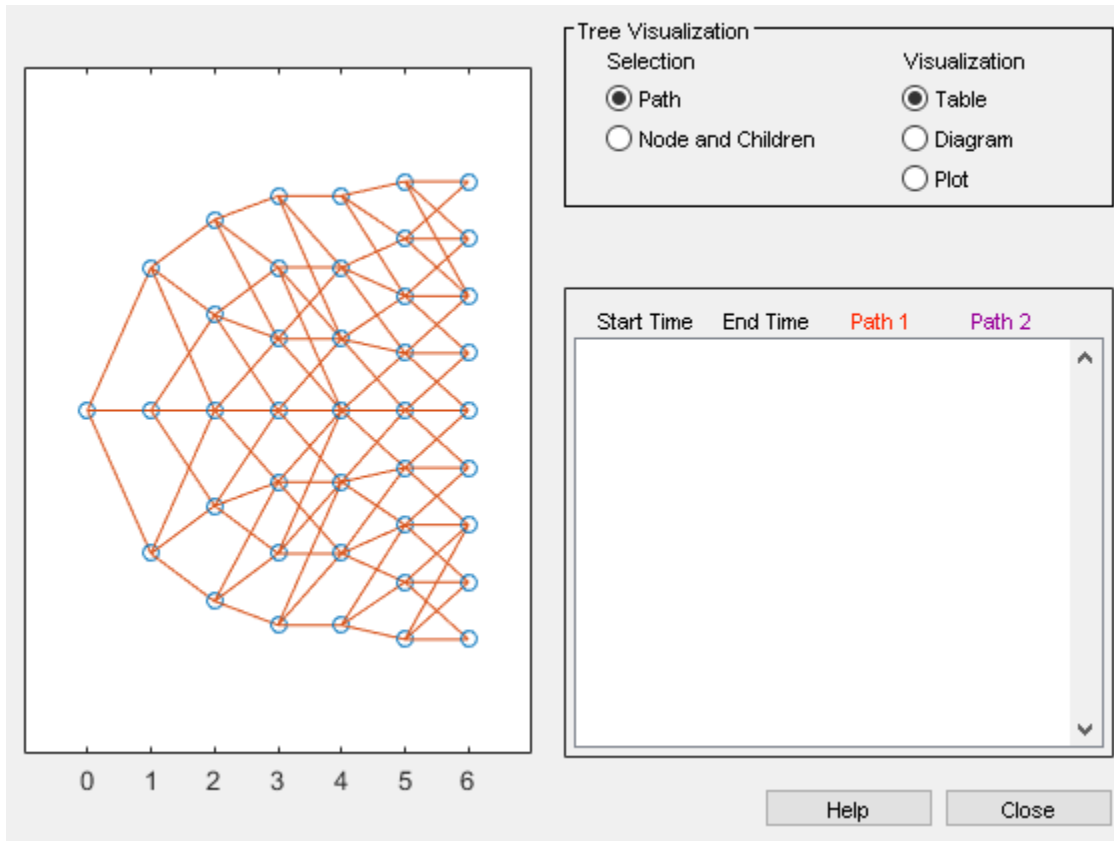 Tree Visualization
Selection
Visualization
Path
Table
Node and Children
Diagram
Plot
Start Time End Time Path 1 Path 2
0 1 2 3 4 5 6
Help Close